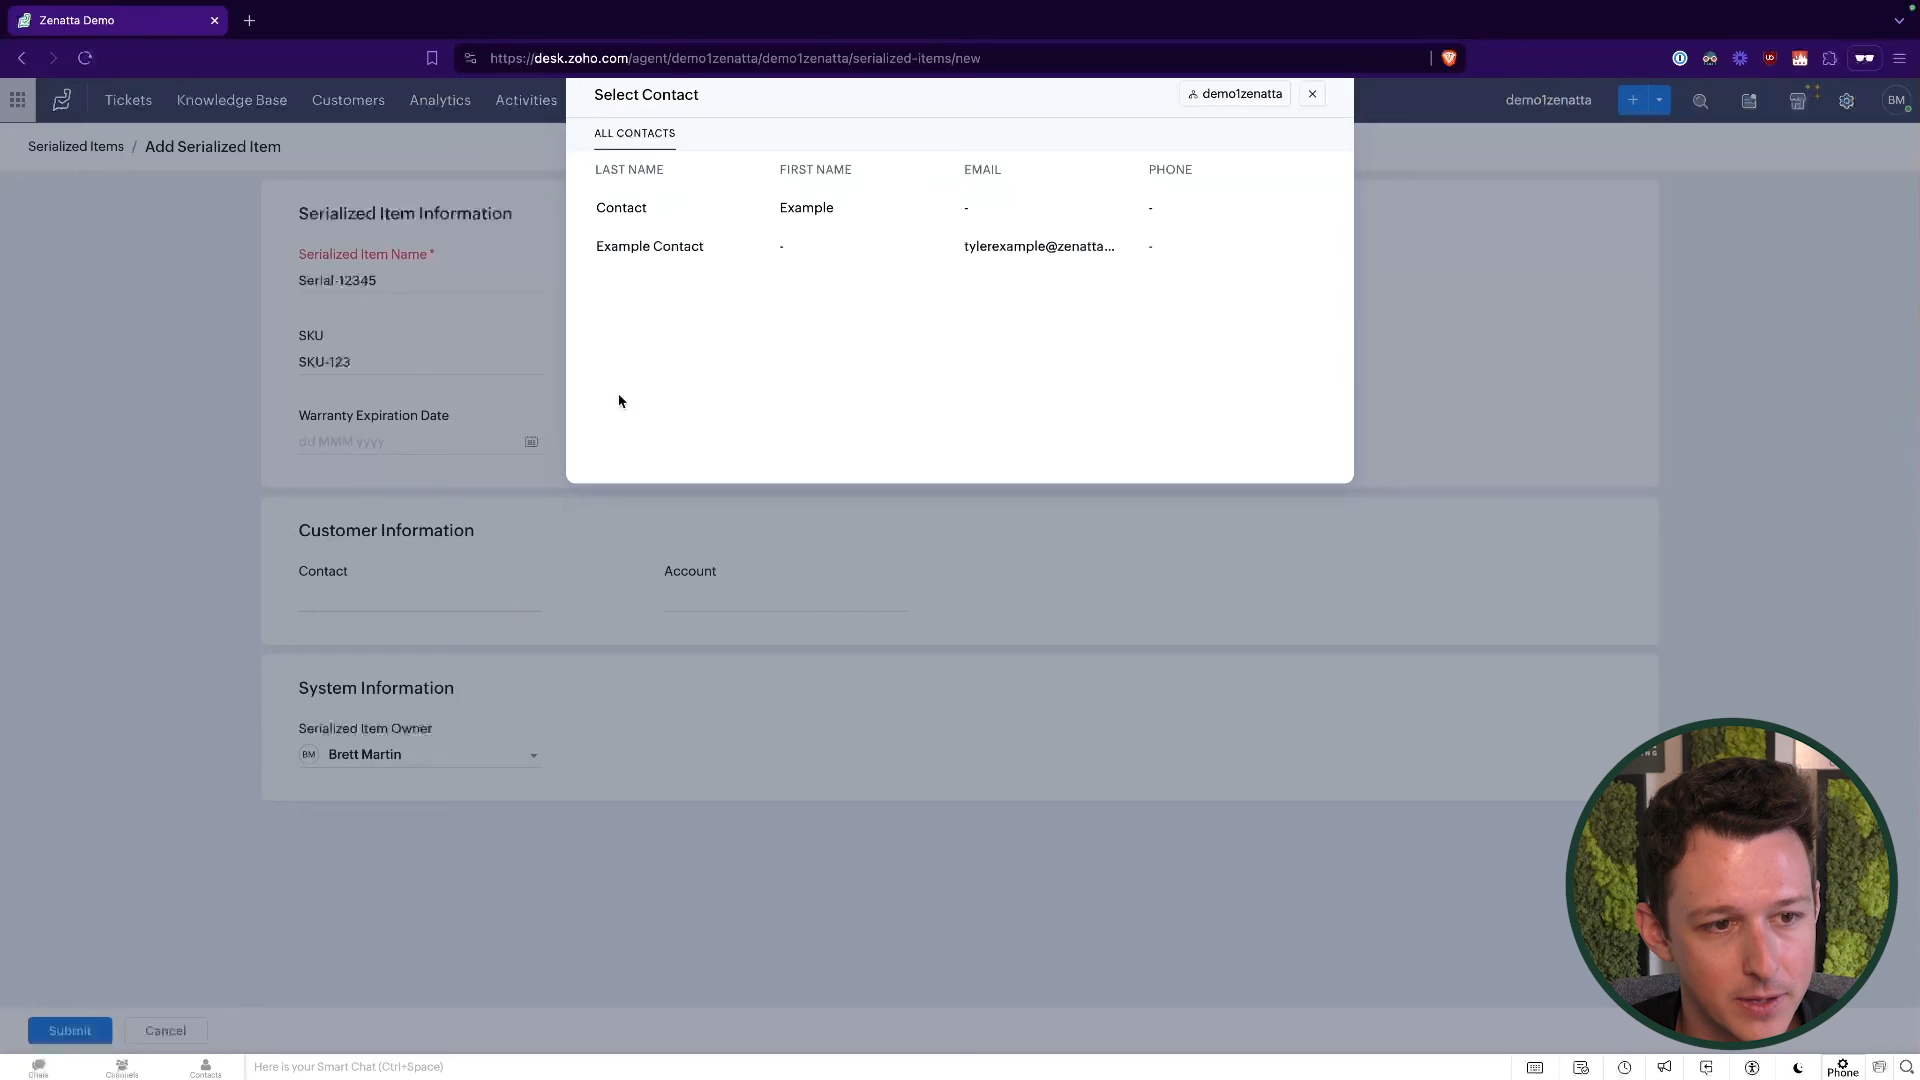 Zenatta Demo
https://desk.zoho.com/agent/demo1zenatta/demo1zenatta/serialized-items/new
Tickets Knowledge Base Customers Analytics Activities
demo1zenatta
BM
Serialized Items / Add Serialized Item
Select Contact
demo1zenatta
ALL CONTACTS
LAST NAME FIRST NAME EMAIL PHONE
Contact Example - -
Example Contact - tylerexample@zenatta... -
Serialized Item Information
Serialized Item Name *
Serial-12345
SKU
SKU-123
Warranty Expiration Date
dd MMM yyyy
Customer Information
Contact Account
System Information
Serialized Item Owner
BM Brett Martin
Submit Cancel
Chats Channels Contacts
Here is your Smart Chat (Ctrl+Space)
Phone